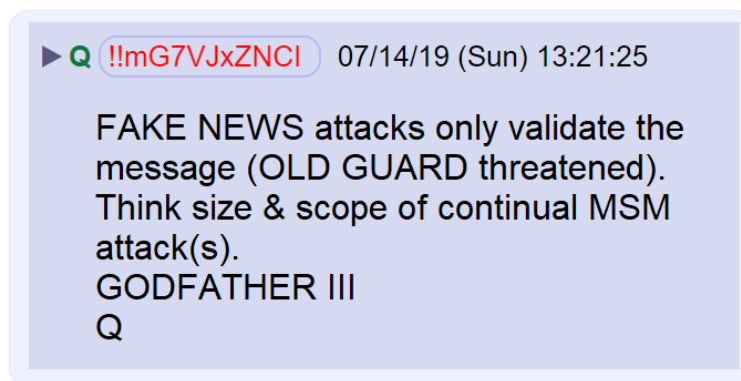 Q !!mG7VJxZNCI 07/14/19 (Sun) 13:21:25
FAKE NEWS attacks only validate the
message (OLD GUARD threatened).
Think size & scope of continual MSM
attack(s).
GODFATHER III
Q